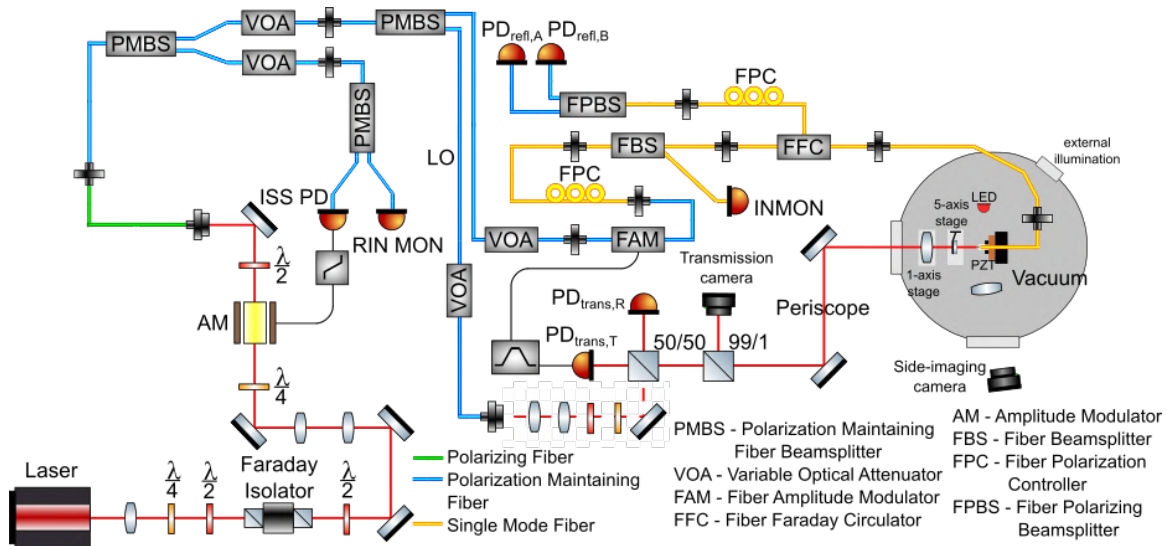 VOA
PMBS
PMBS
VOA
PD_refl,A
PD_refl,B
FPC
FPBS
PMBS
LO
FBS
FFC
external
illumination
FPC
ISS PD
RIN MON
INMON
5-axis
stage
LED
λ/2
VOA
FAM
Transmission
camera
1-axis
stage
PZT
Vacuum
AM
VOA
PD_trans,R
Periscope
PD_trans,T
50/50
99/1
λ/4
Side-imaging
camera
Laser
λ/4
λ/2
Faraday
Isolator
λ/2
Polarizing Fiber
Polarization Maintaining
Fiber
Single Mode Fiber
PMBS - Polarization Maintaining
Fiber Beamsplitter
VOA - Variable Optical Attenuator
FAM - Fiber Amplitude Modulator
FFC - Fiber Faraday Circulator
AM - Amplitude Modulator
FBS - Fiber Beamsplitter
FPC - Fiber Polarization
Controller
FPBS - Fiber Polarizing
Beamsplitter